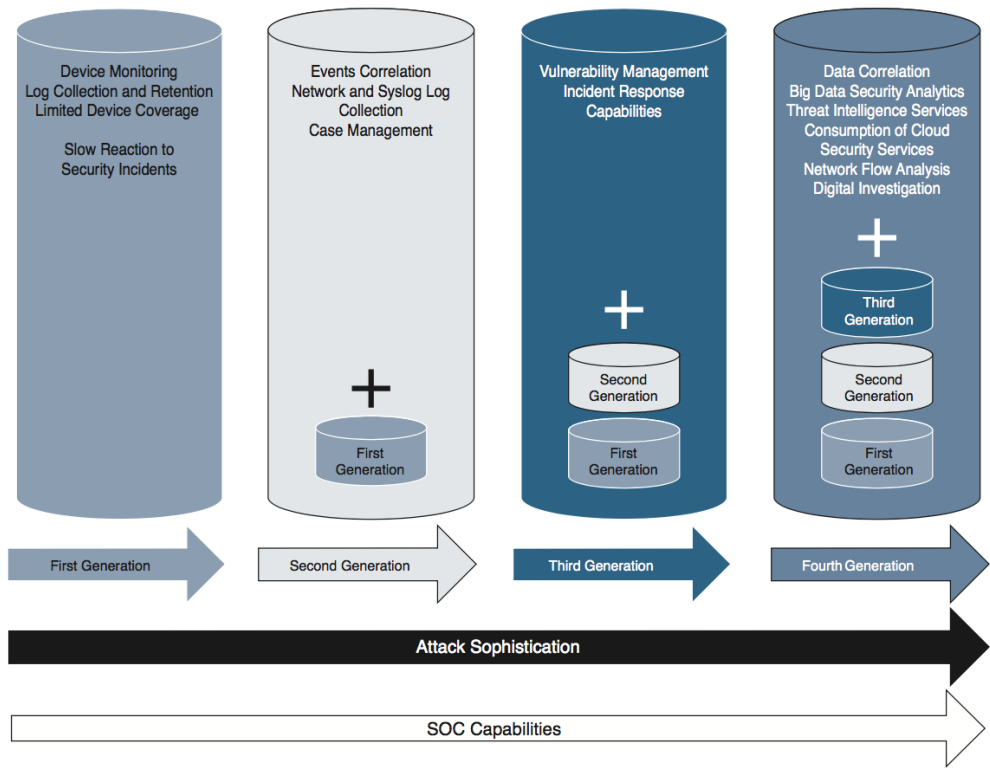 Device Monitoring
Log Collection and Retention
Limited Device Coverage
Slow Reaction to
Security Incidents
Events Correlation
Network and Syslog Log
Collection
Case Management
First
Generation
Vulnerability Management
Incident Response
Capabilities
Second
Generation
First
Generation
Data Correlation
Big Data Security Analytics
Threat Intelligence Services
Consumption of Cloud
Security Services
Network Flow Analysis
Digital Investigation
Third
Generation
Second
Generation
First
Generation
First Generation
Second Generation
Third Generation
Fourth Generation
Attack Sophistication
SOC Capabilities